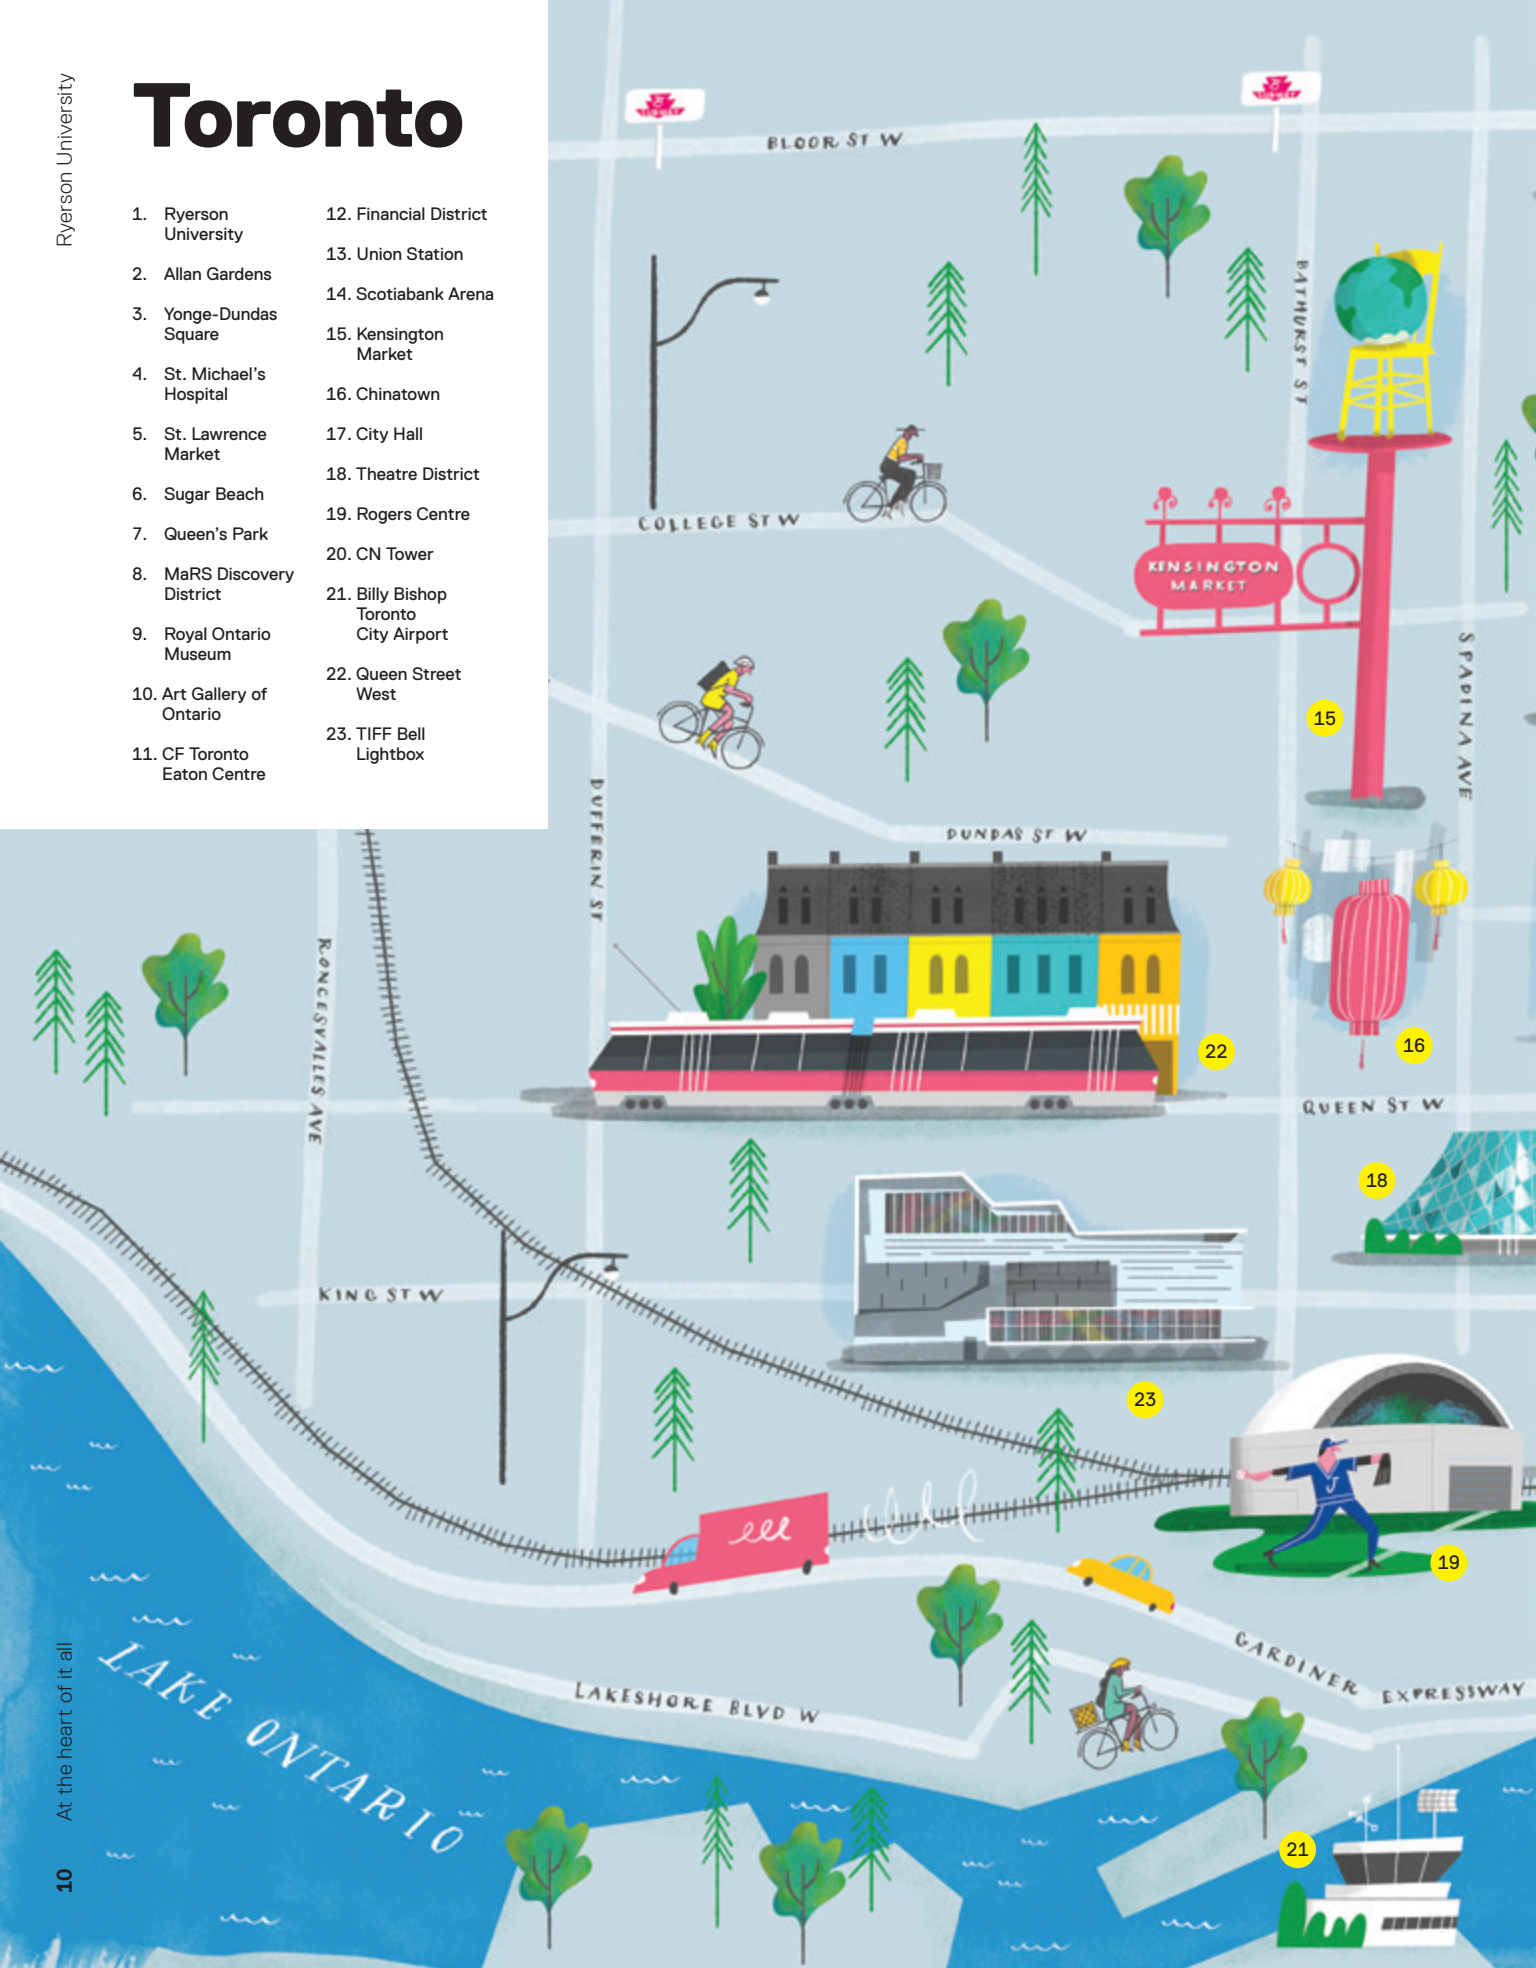 Ryerson University
Toronto
1. Ryerson
University
2. Allan Gardens
3. Yonge-Dundas
Square
4. St. Michael's
Hospital
5. St. Lawrence
Market
6. Sugar Beach
7. Queen's Park
8. MaRS Discovery
District
9. Royal Ontario
Museum
10. Art Gallery of
Ontario
11. CF Toronto
Eaton Centre
12. Financial District
13. Union Station
14. Scotiabank Arena
15. Kensington
Market
16. Chinatown
17. City Hall
18. Theatre District
19. Rogers Centre
20. CN Tower
21. Billy Bishop
Toronto
City Airport
22. Queen Street
West
23. TIFF Bell
Lightbox
SUBWAY
SUBWAY
BLOOR ST W
BATHURST ST
COLLEGE ST W
KENSINGTON
MARKET
SPADINA AVE
15
DUFFERIN ST
DUNDAS ST W
RONCESVALLES AVE
22
16
QUEEN ST W
18
KING ST W
23
J
19
GARDINER EXPRESSWAY
LAKESHORE BLVD W
LAKE ONTARIO
21
At the heart of it all
10